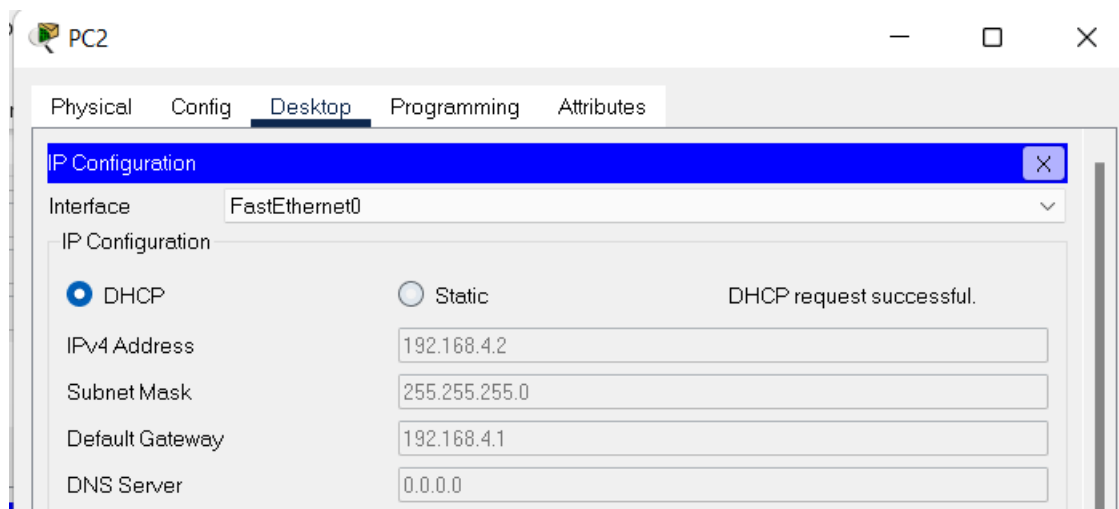 PC2
Physical Config Desktop Programming Attributes
IP Configuration X
Interface FastEthernet0
IP Configuration
DHCP Static DHCP request successful.
IPv4 Address 192.168.4.2
Subnet Mask 255.255.255.0
Default Gateway 192.168.4.1
DNS Server 0.0.0.0